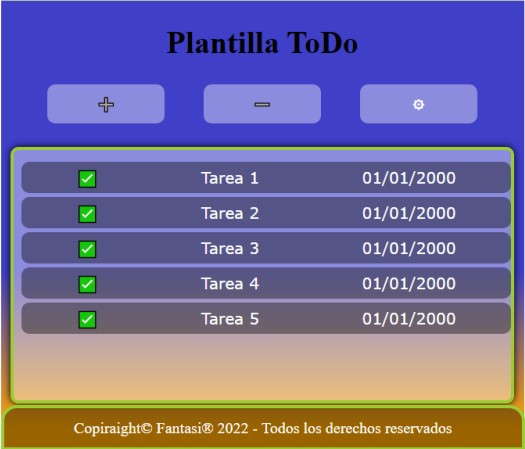 Plantilla ToDo
➕ ➖ ⚙
✅ Tarea 1 01/01/2000
✅ Tarea 2 01/01/2000
✅ Tarea 3 01/01/2000
✅ Tarea 4 01/01/2000
✅ Tarea 5 01/01/2000
Copiraight© Fantasi® 2022 - Todos los derechos reservados